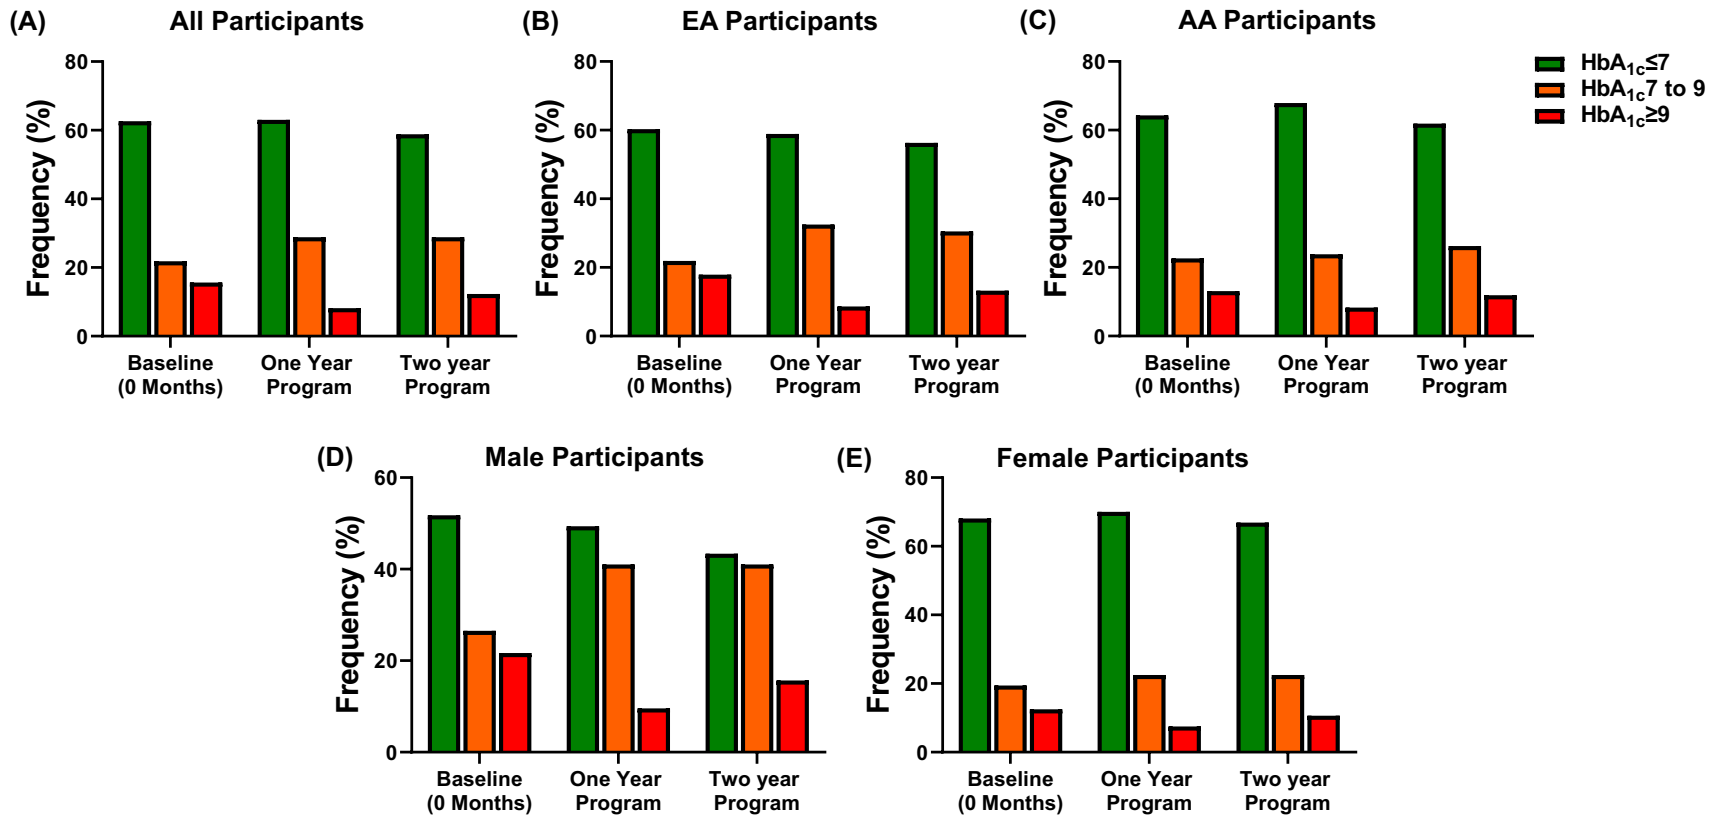 (A) All Participants
80
60
40
20
0
Frequency (%)
Baseline
(0 Months)
One Year
Program
Two year
Program
(B) EA Participants
80
60
40
20
0
Frequency (%)
Baseline
(0 Months)
One Year
Program
Two year
Program
(C) AA Participants
80
60
40
20
0
Frequency (%)
Baseline
(0 Months)
One Year
Program
Two year
Program
HbA1c≤7
HbA1c7 to 9
HbA1c≥9
(D) Male Participants
60
40
20
0
Frequency (%)
Baseline
(0 Months)
One Year
Program
Two year
Program
(E) Female Participants
80
60
40
20
0
Frequency (%)
Baseline
(0 Months)
One Year
Program
Two year
Program